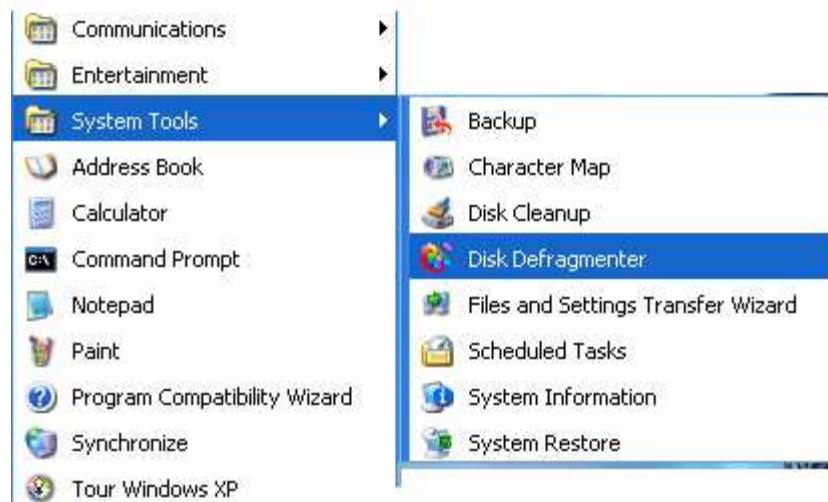 Communications
Entertainment
System Tools
Address Book
Calculator
Command Prompt
Notepad
Paint
Program Compatibility Wizard
Synchronize
Tour Windows XP
Backup
Character Map
Disk Cleanup
Disk Defragmenter
Files and Settings Transfer Wizard
Scheduled Tasks
System Information
System Restore